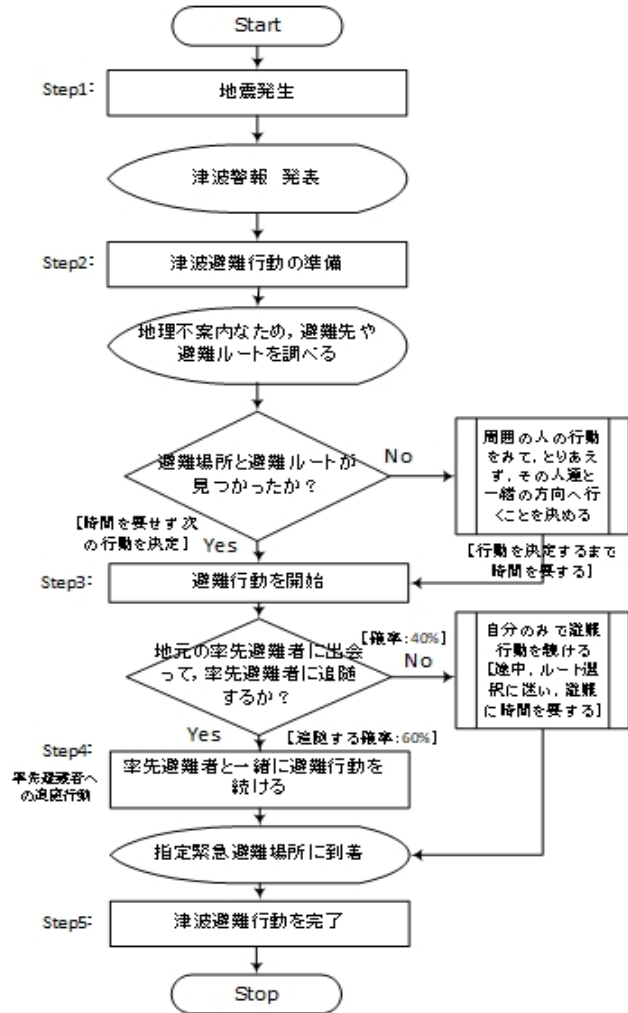 Start
Step1:
地震発生
津波警報 発表
Step2:
津波避難行動の準備
地理不案内なため，避難先や
避難ルートを調べる
避難場所と避難ルートが
見つかったか？
No
周囲の人の行動
をみて，とりあえ
ず，その人達と
一緒の方向へ行
くことを決める
[時間を要せず次
の行動を決定]
Yes
[行動を決定するまで
時間を要する]
Step3:
避難行動を開始
地元の率先避難者に出会
って，率先避難者に追随
するか？
[確率:40%]
No
自分のみで避難
行動を続ける
[途中，ルート選
択に迷い，避難
に時間を要する]
Yes
[追随する確率:60%]
Step4:
率先避難者へ
の追随行動
率先避難者と一緒に避難行動を
続ける
指定緊急避難場所に到着
Step5:
津波避難行動を完了
Stop